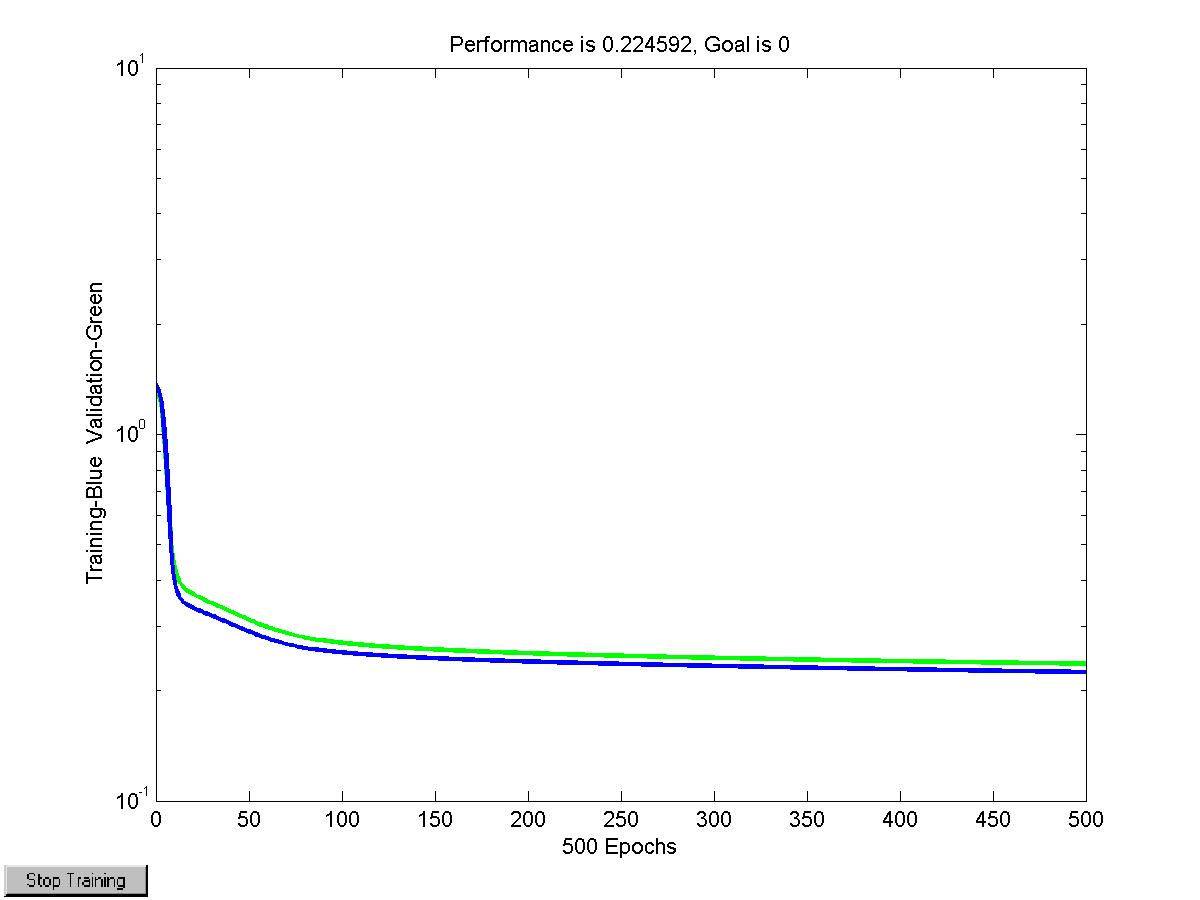 Performance is 0.224592, Goal is 0
10^1
10^0
10^-1
Training-Blue  Validation-Green
0 50 100 150 200 250 300 350 400 450 500
500 Epochs
Stop Training